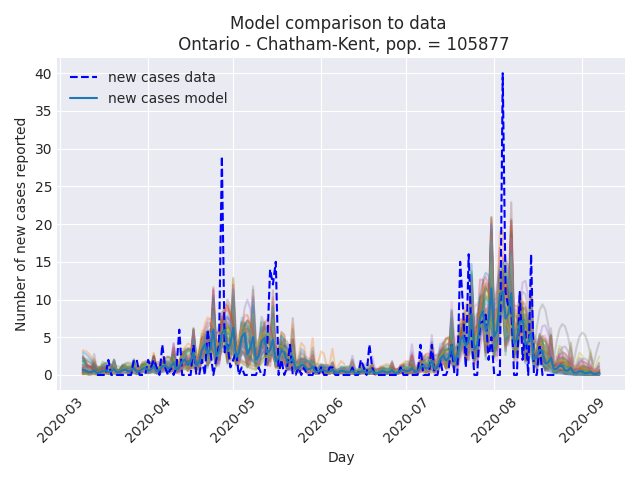 Model comparison to data
Ontario - Chatham-Kent, pop. = 105877
new cases data
new cases model
Number of new cases reported
40
35
30
25
20
15
10
5
0
2020-03
2020-04
2020-05
2020-06
2020-07
2020-08
2020-09
Day